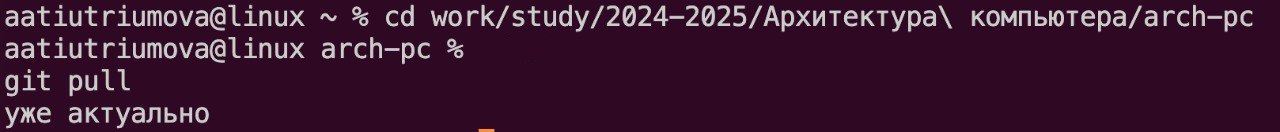 aatiutriumova@linux ~ % cd work/study/2024-2025/Архитектура\ компьютера/arch-pc
aatiutriumova@linux arch-pc %
git pull
уже актуально